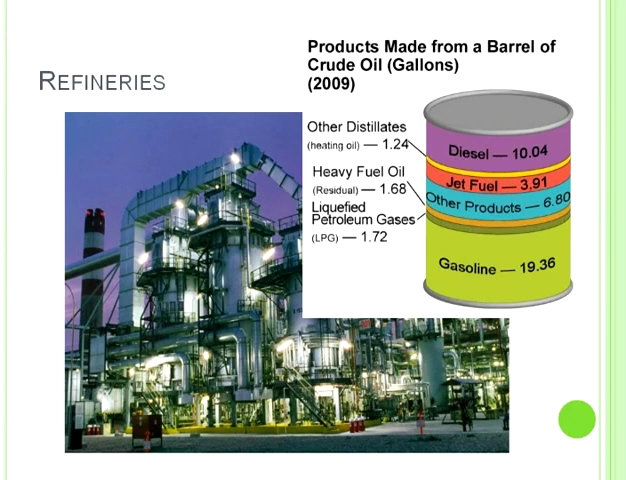 REFINERIES
Products Made from a Barrel of
Crude Oil (Gallons)
(2009)
Other Distillates
(heating oil) — 1.24
Heavy Fuel Oil
(Residual) — 1.68
Liquefied
Petroleum Gases
(LPG) — 1.72
Diesel — 10.04
Jet Fuel — 3.91
Other Products — 6.80
Gasoline — 19.36